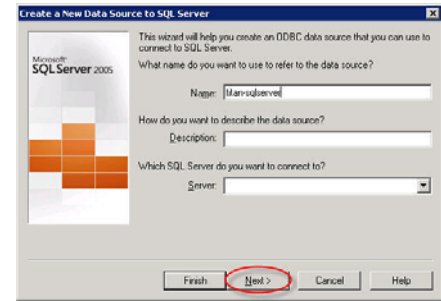 Create a New Data Source to SQL Server
Microsoft
SQL Server 2005
This wizard will help you create an ODBC data source that you can use to
connect to SQL Server.
What name do you want to use to refer to the data source?
Name: titan-sqlserver
How do you want to describe the data source?
Description:
Which SQL Server do you want to connect to?
Server:
Finish Next > Cancel Help